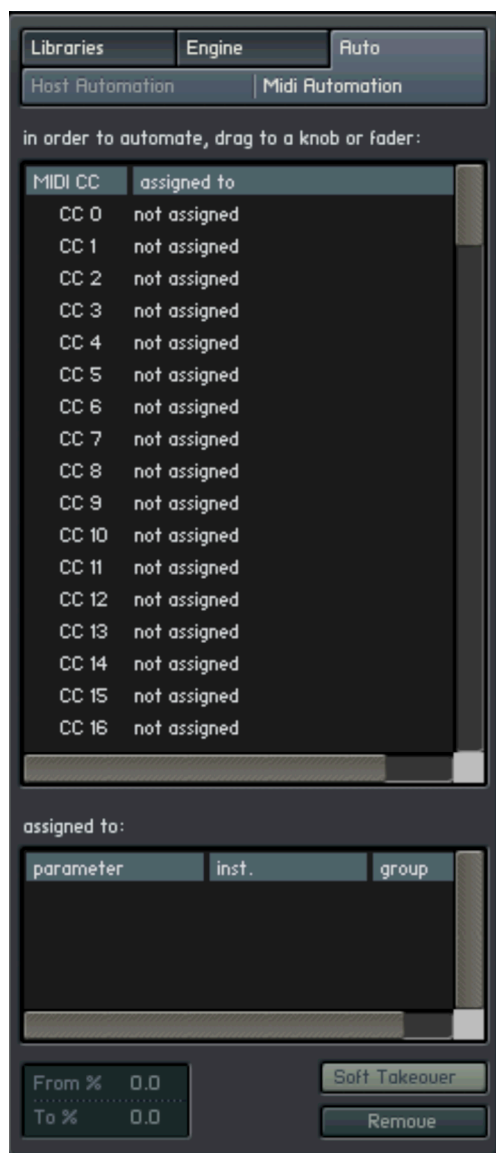 Libraries Engine Auto
Host Automation Midi Automation
in order to automate, drag to a knob or fader:
MIDI CC assigned to
CC 0 not assigned
CC 1 not assigned
CC 2 not assigned
CC 3 not assigned
CC 4 not assigned
CC 5 not assigned
CC 6 not assigned
CC 7 not assigned
CC 8 not assigned
CC 9 not assigned
CC 10 not assigned
CC 11 not assigned
CC 12 not assigned
CC 13 not assigned
CC 14 not assigned
CC 15 not assigned
CC 16 not assigned
assigned to:
parameter inst. group
From % 0.0 Soft Takeover
To % 0.0 Remove